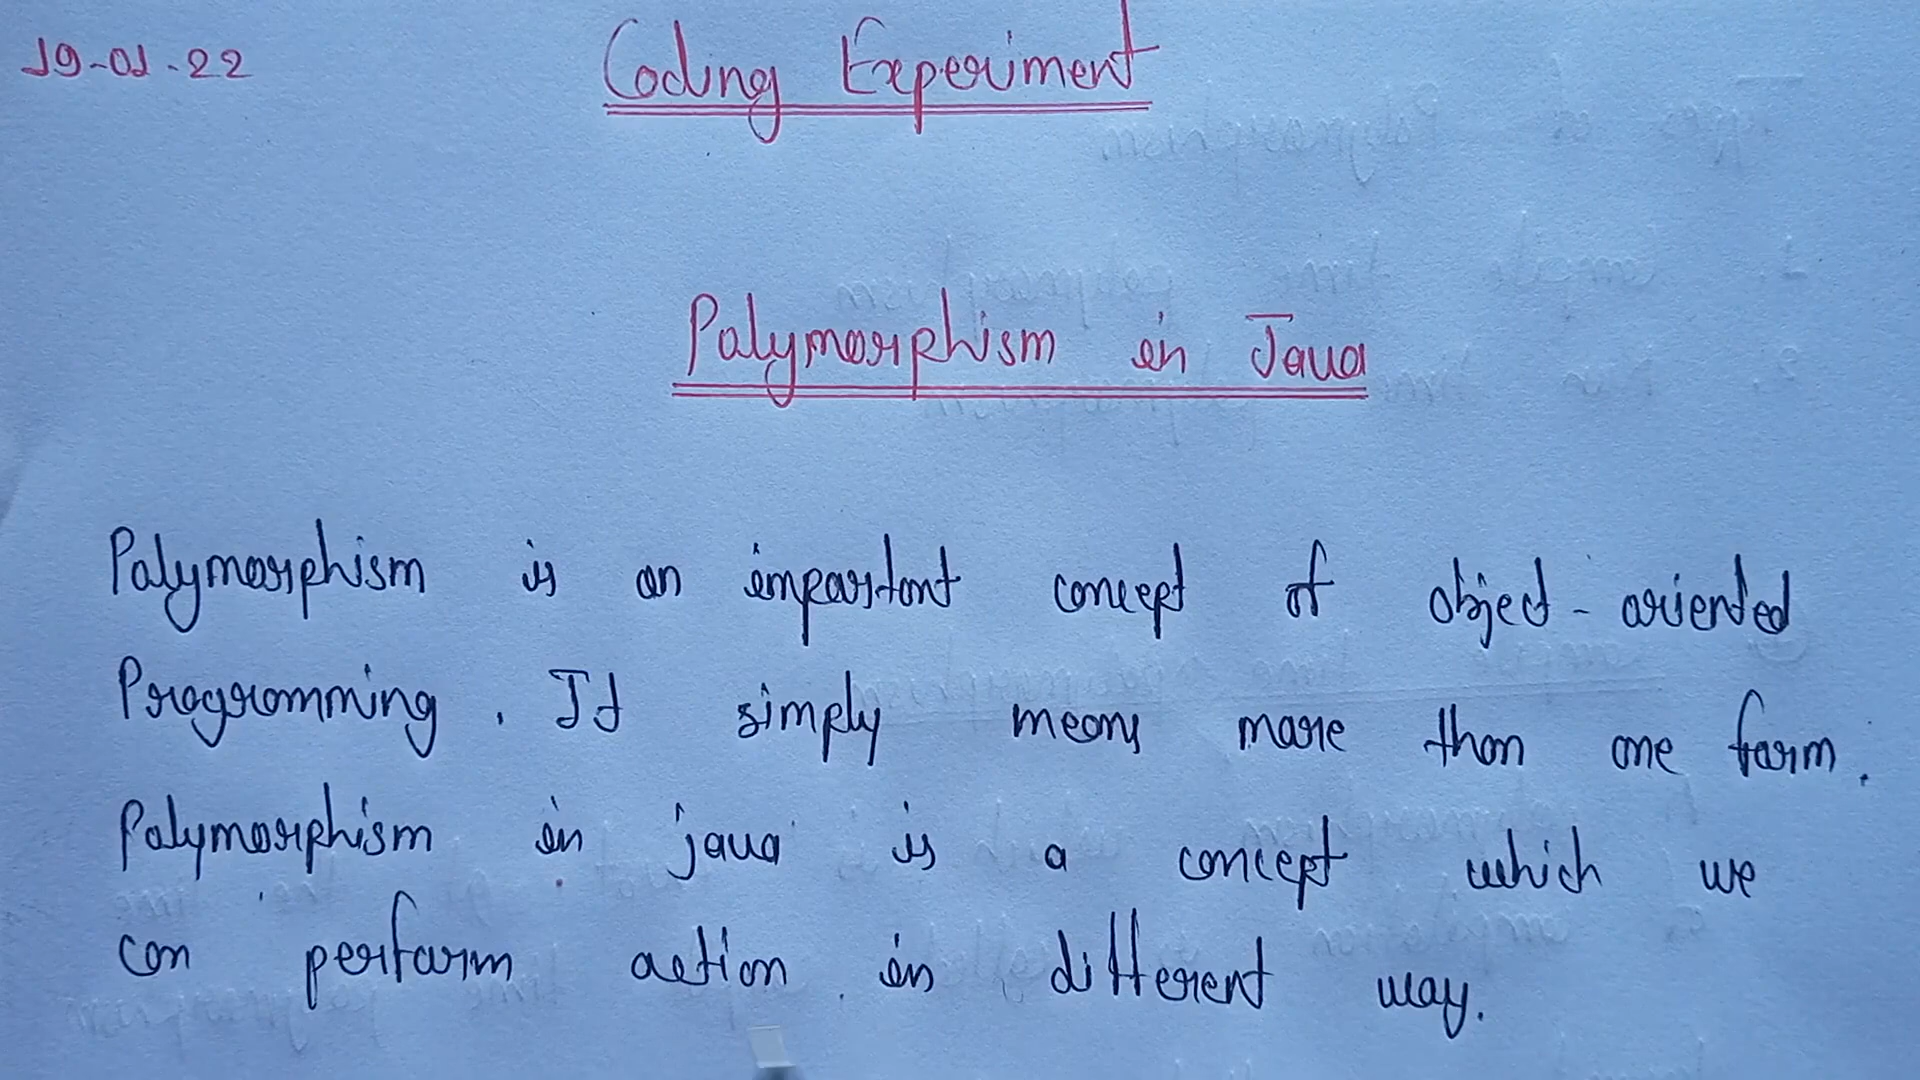 19-01-22
Coding Experiment
Polymorphism in Java
Polymorphism is an important concept of object-oriented
Programming. It simply means more than one form.
Polymorphism in java is a concept which we
can perform action in different way.